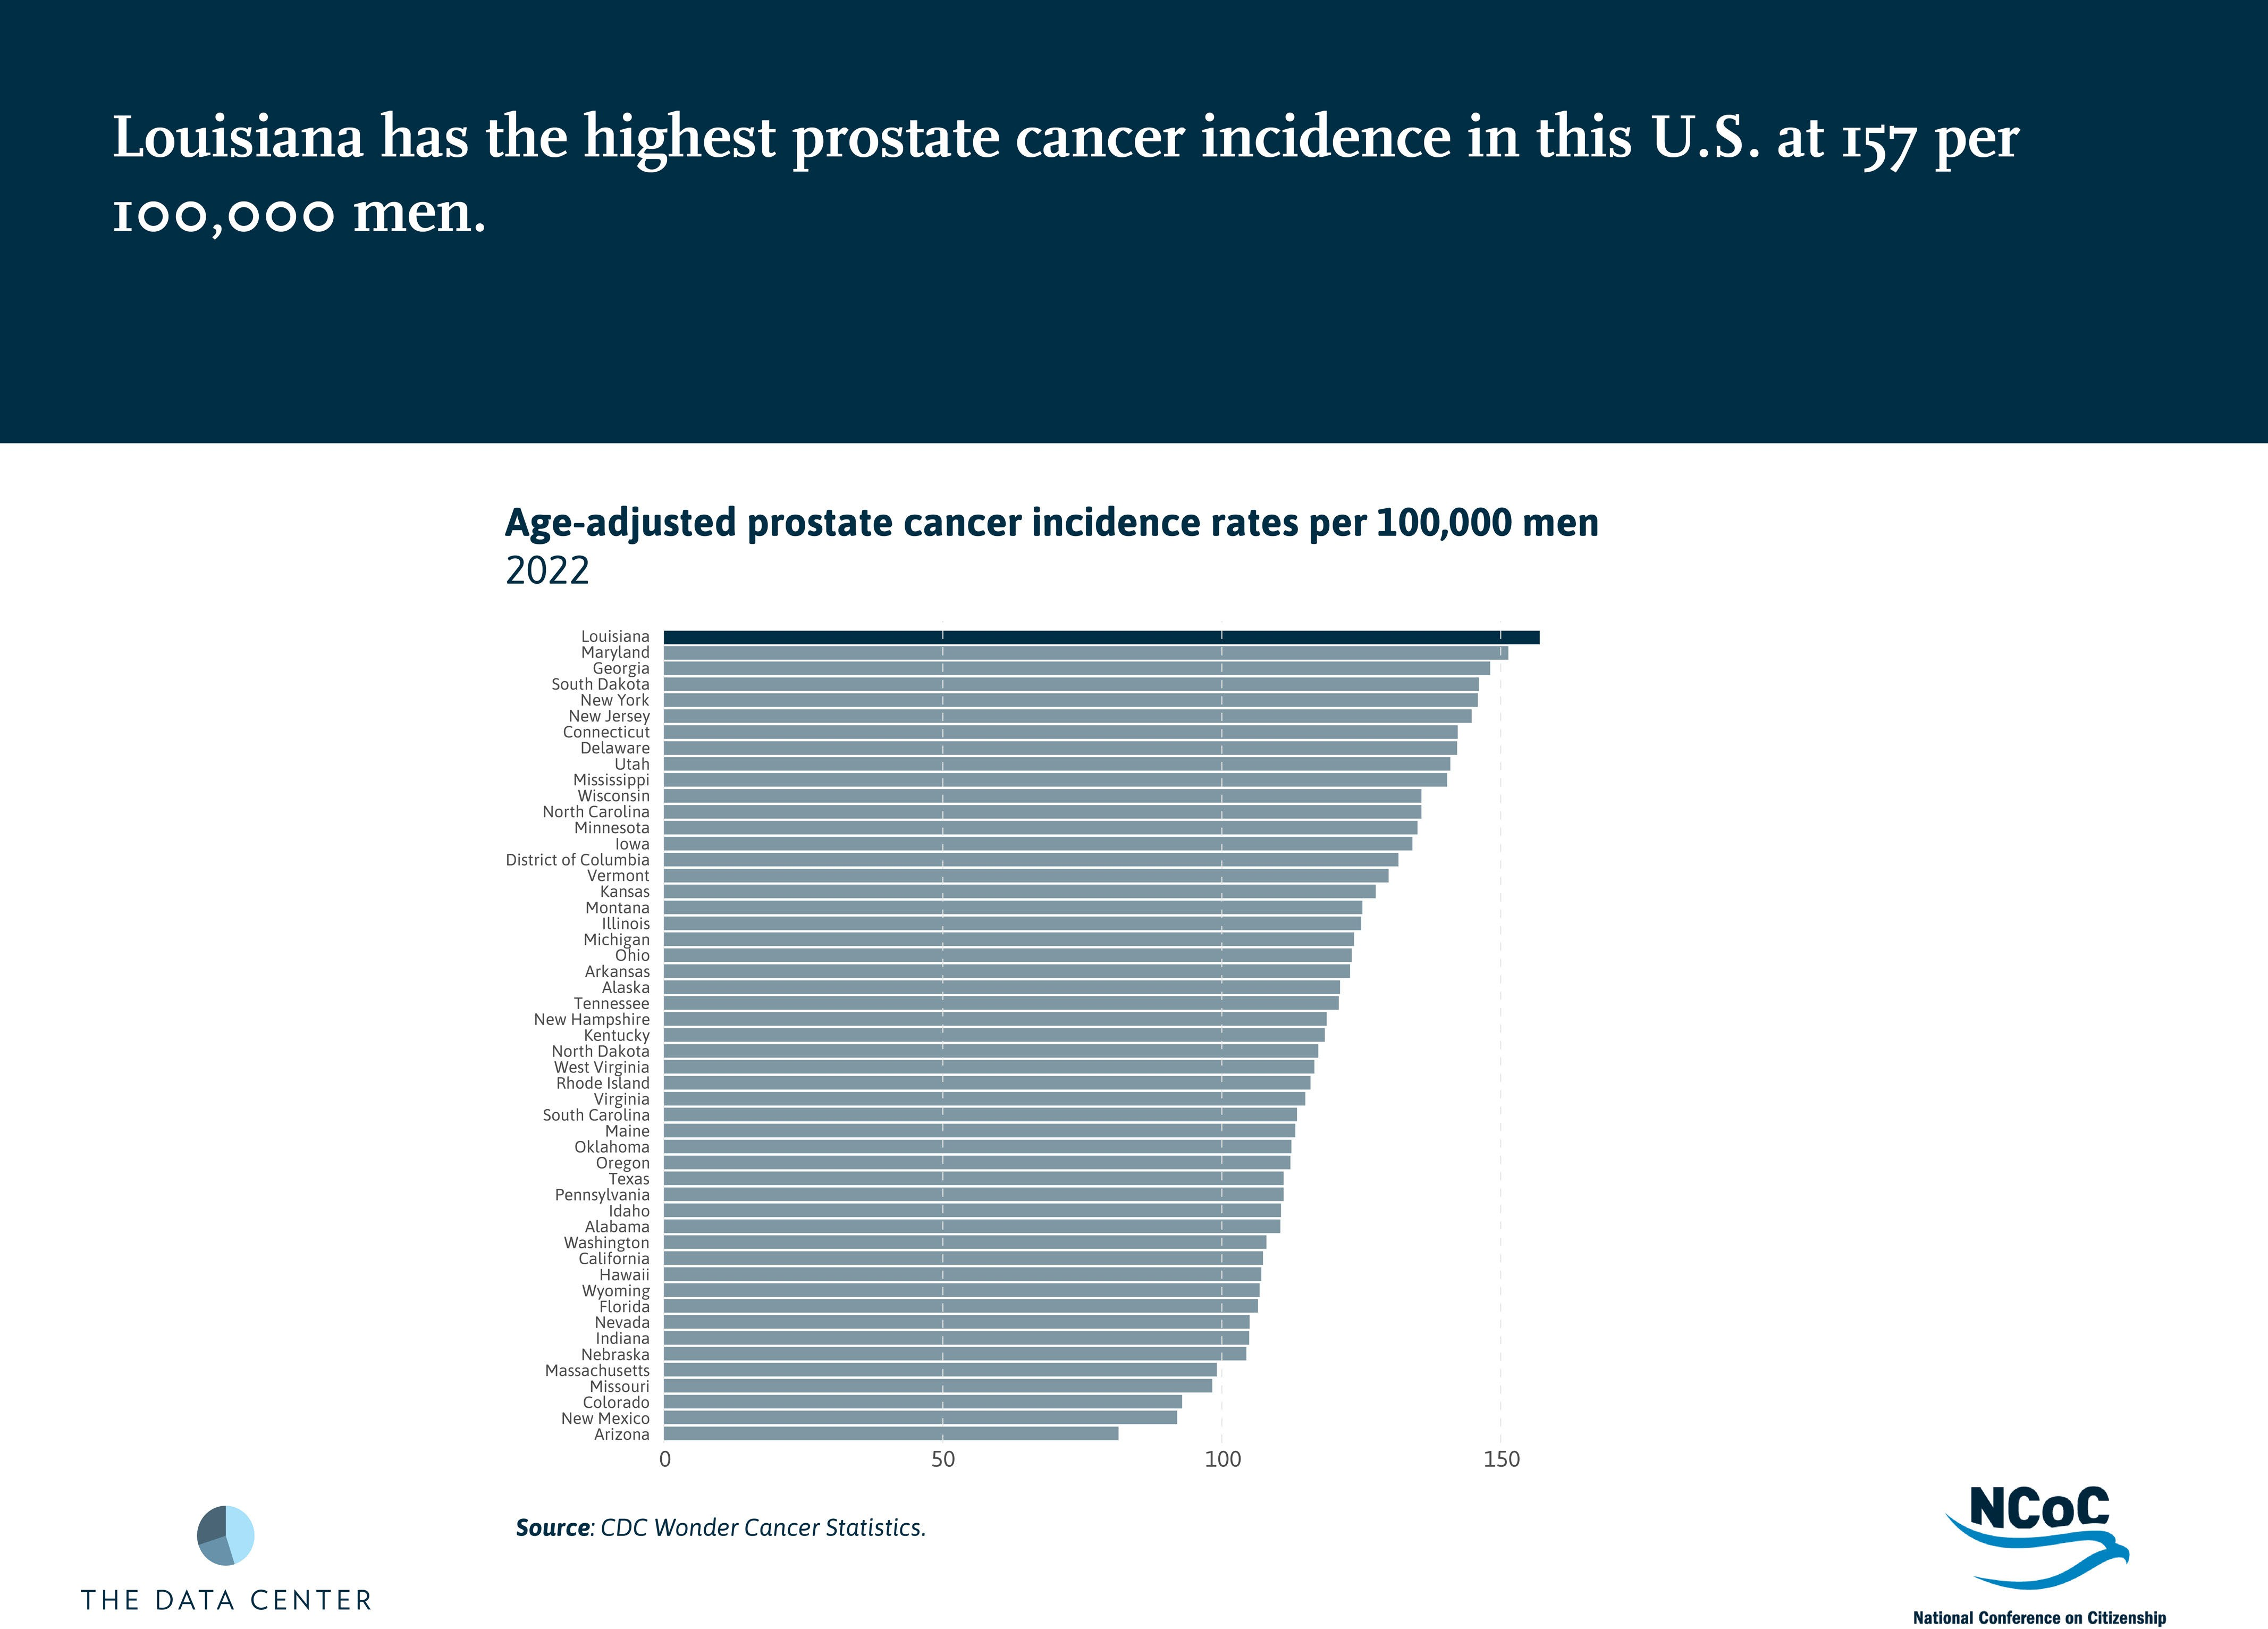 Louisiana has the highest prostate cancer incidence in this U.S. at 157 per
100,000 men.
Age-adjusted prostate cancer incidence rates per 100,000 men
2022
Louisiana
Maryland
Georgia
South Dakota
New York
New Jersey
Connecticut
Delaware
Utah
Mississippi
Wisconsin
North Carolina
Minnesota
Iowa
District of Columbia
Vermont
Kansas
Montana
Illinois
Michigan
Ohio
Arkansas
Alaska
Tennessee
New Hampshire
Kentucky
North Dakota
West Virginia
Rhode Island
Virginia
South Carolina
Maine
Oklahoma
Oregon
Texas
Pennsylvania
Idaho
Alabama
Washington
California
Hawaii
Wyoming
Florida
Nevada
Indiana
Nebraska
Massachusetts
Missouri
Colorado
New Mexico
Arizona
0 50 100 150
Source: CDC Wonder Cancer Statistics.
THE DATA CENTER
NCoC
National Conference on Citizenship